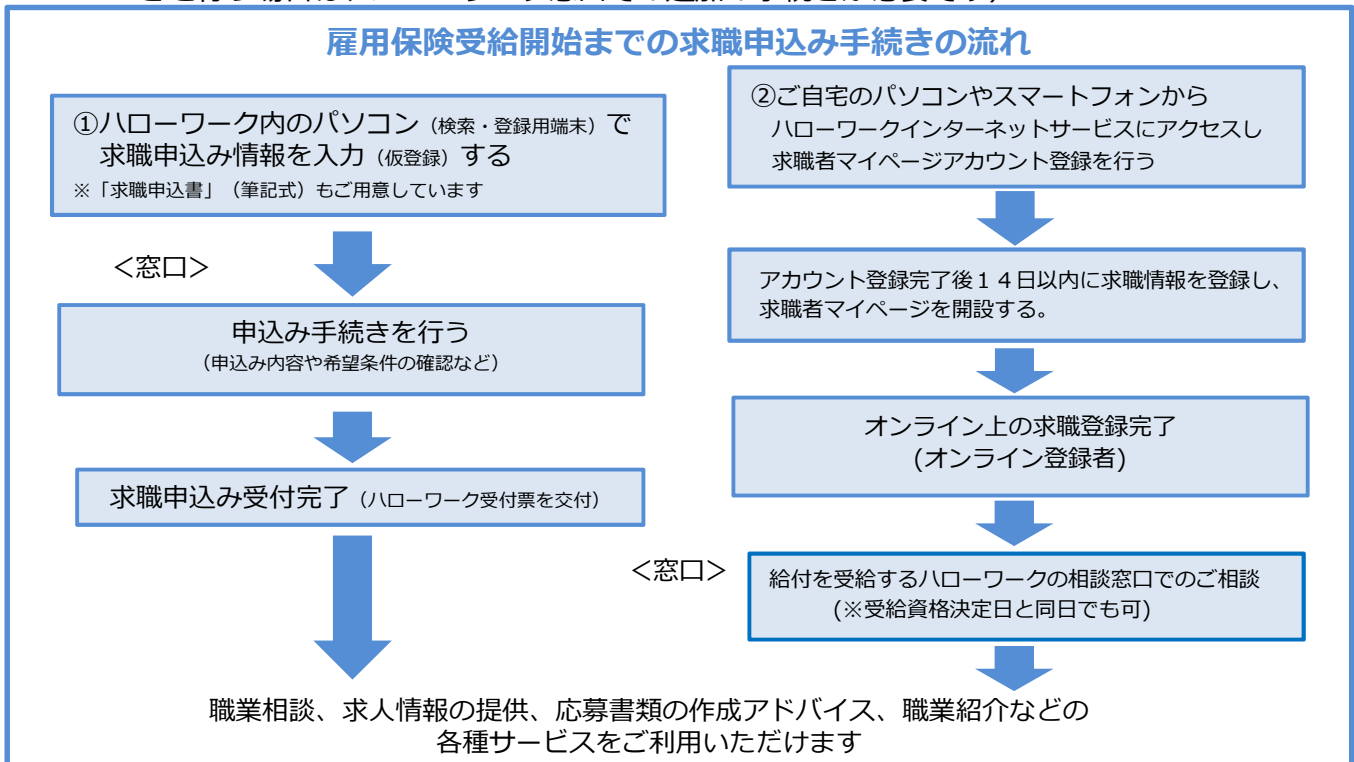 雇用保険受給開始までの求職申込み手続きの流れ
①ハローワーク内のパソコン（検索・登録用端末）で
求職申込み情報を入力（仮登録）する
※「求職申込書」（筆記式）もご用意しています
＜窓口＞
申込み手続きを行う
（申込み内容や希望条件の確認など）
求職申込み受付完了（ハローワーク受付票を交付）
②ご自宅のパソコンやスマートフォンから
ハローワークインターネットサービスにアクセスし
求職者マイページアカウント登録を行う
アカウント登録完了後１４日以内に求職情報を登録し、
求職者マイページを開設する。
オンライン上の求職登録完了
(オンライン登録者)
＜窓口＞
給付を受給するハローワークの相談窓口でのご相談
(※受給資格決定日と同日でも可)
職業相談、求人情報の提供、応募書類の作成アドバイス、職業紹介などの
各種サービスをご利用いただけます